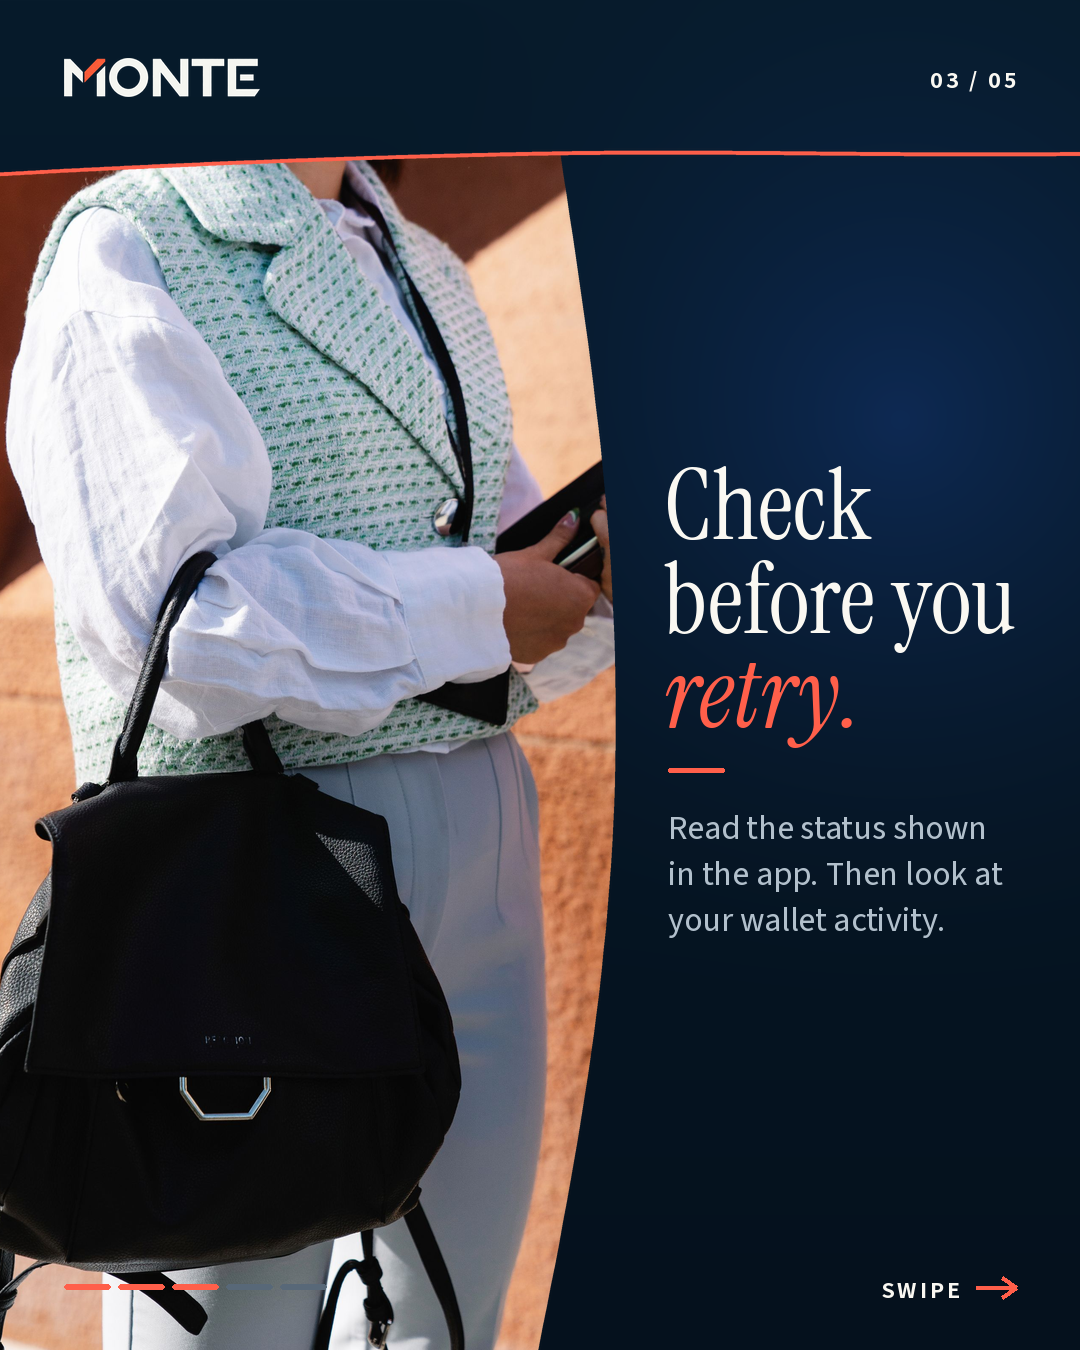 MONTE
03 / 05
Check
before you
retry.
Read the status shown
in the app. Then look at
your wallet activity.
SWIPE